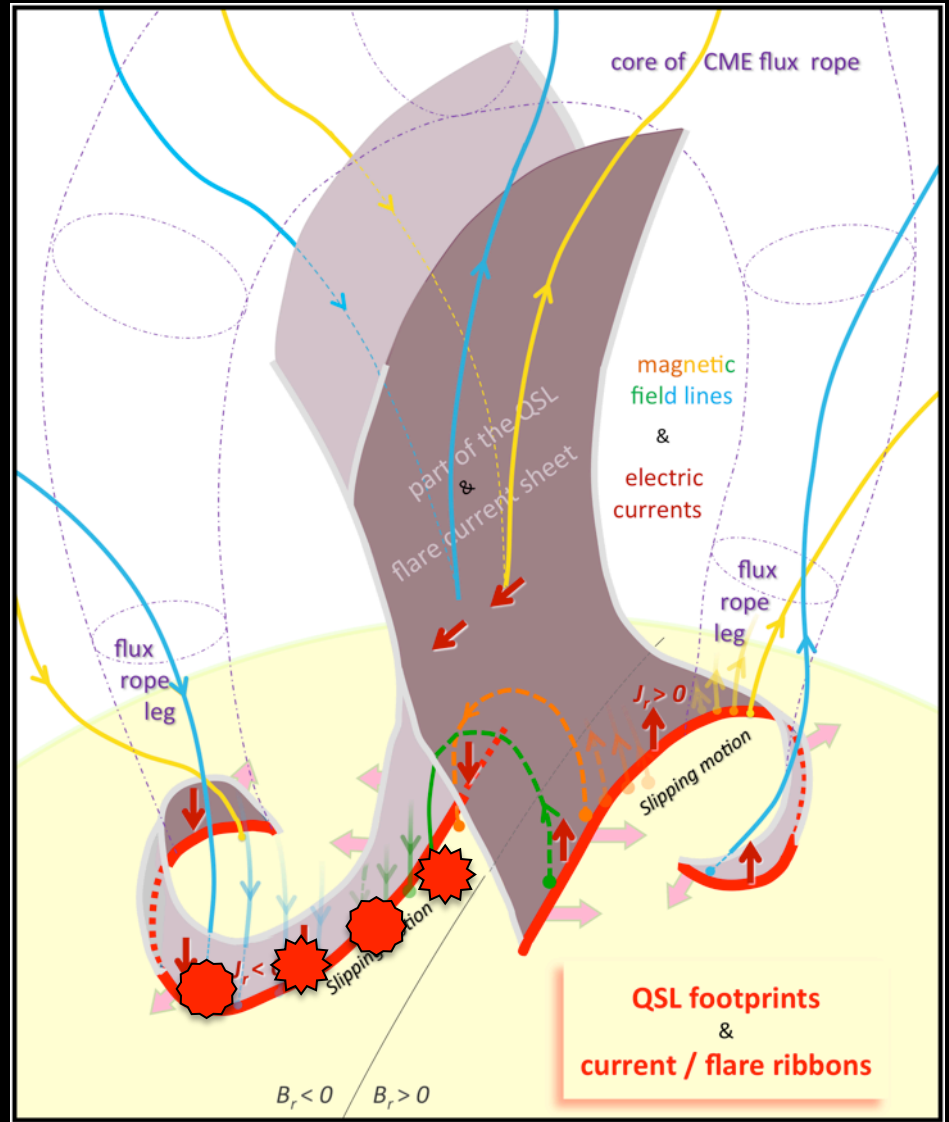 core of CME flux rope
magnetic
field lines
&
electric
currents
part of the QSL
&
flare current sheet
flux
rope
leg
flux
rope
leg
J_r > 0
Slipping motion
J_r <
Slipping
QSL footprints
&
current / flare ribbons
B_r < 0
B_r > 0